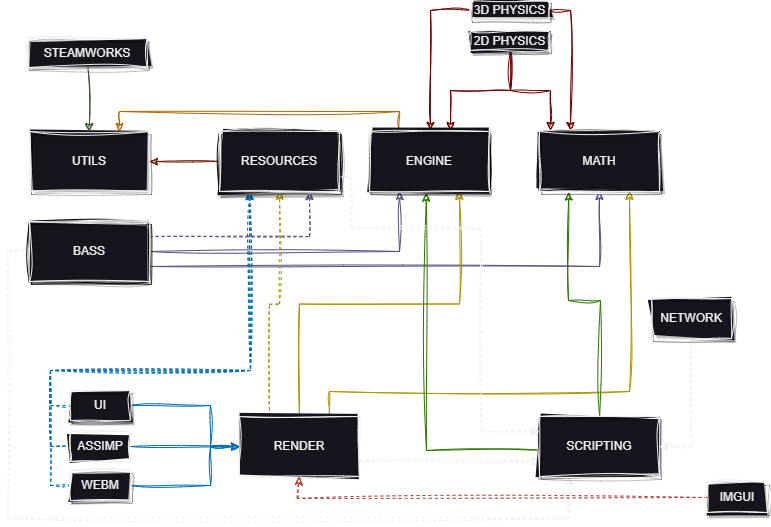 3D PHYSICS
2D PHYSICS
STEAMWORKS
UTILS
RESOURCES
ENGINE
MATH
BASS
NETWORK
UI
ASSIMP
WEBM
RENDER
SCRIPTING
IMGUI